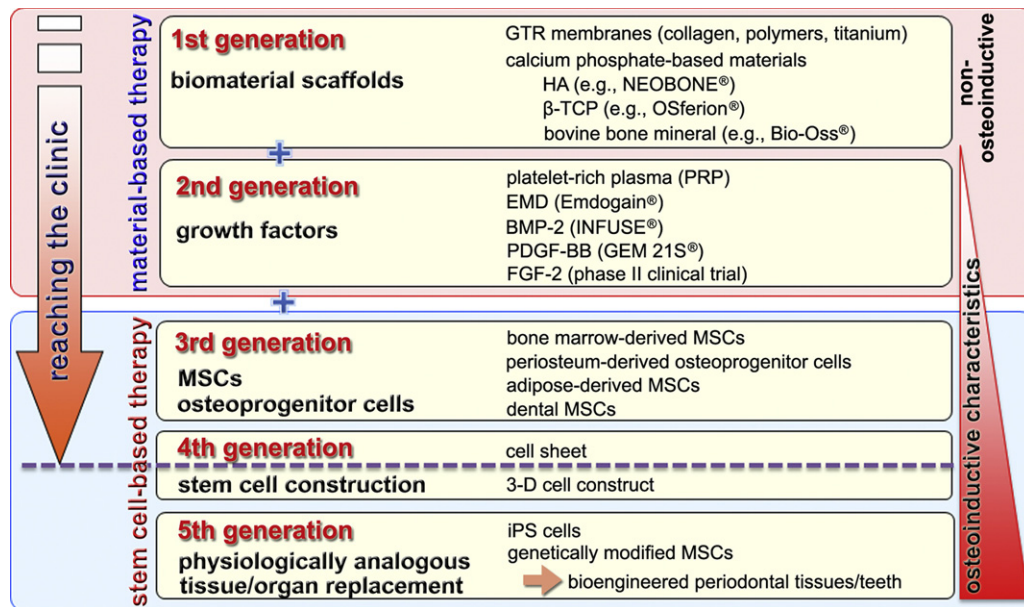 reaching the clinic
material-based therapy
1st generation
biomaterial scaffolds
GTR membranes (collagen, polymers, titanium)
calcium phosphate-based materials
HA (e.g., NEOBONE®)
β-TCP (e.g., OSferion®)
bovine bone mineral (e.g., Bio-Oss®)
non-
osteoinductive
+
2nd generation
growth factors
platelet-rich plasma (PRP)
EMD (Emdogain®)
BMP-2 (INFUSE®)
PDGF-BB (GEM 21S®)
FGF-2 (phase II clinical trial)
+
stem cell-based therapy
3rd generation
MSCs
osteoprogenitor cells
bone marrow-derived MSCs
periosteum-derived osteoprogenitor cells
adipose-derived MSCs
dental MSCs
osteoinductive characteristics
4th generation
stem cell construction
cell sheet
3-D cell construct
5th generation
physiologically analogous
tissue/organ replacement
iPS cells
genetically modified MSCs
bioengineered periodontal tissues/teeth